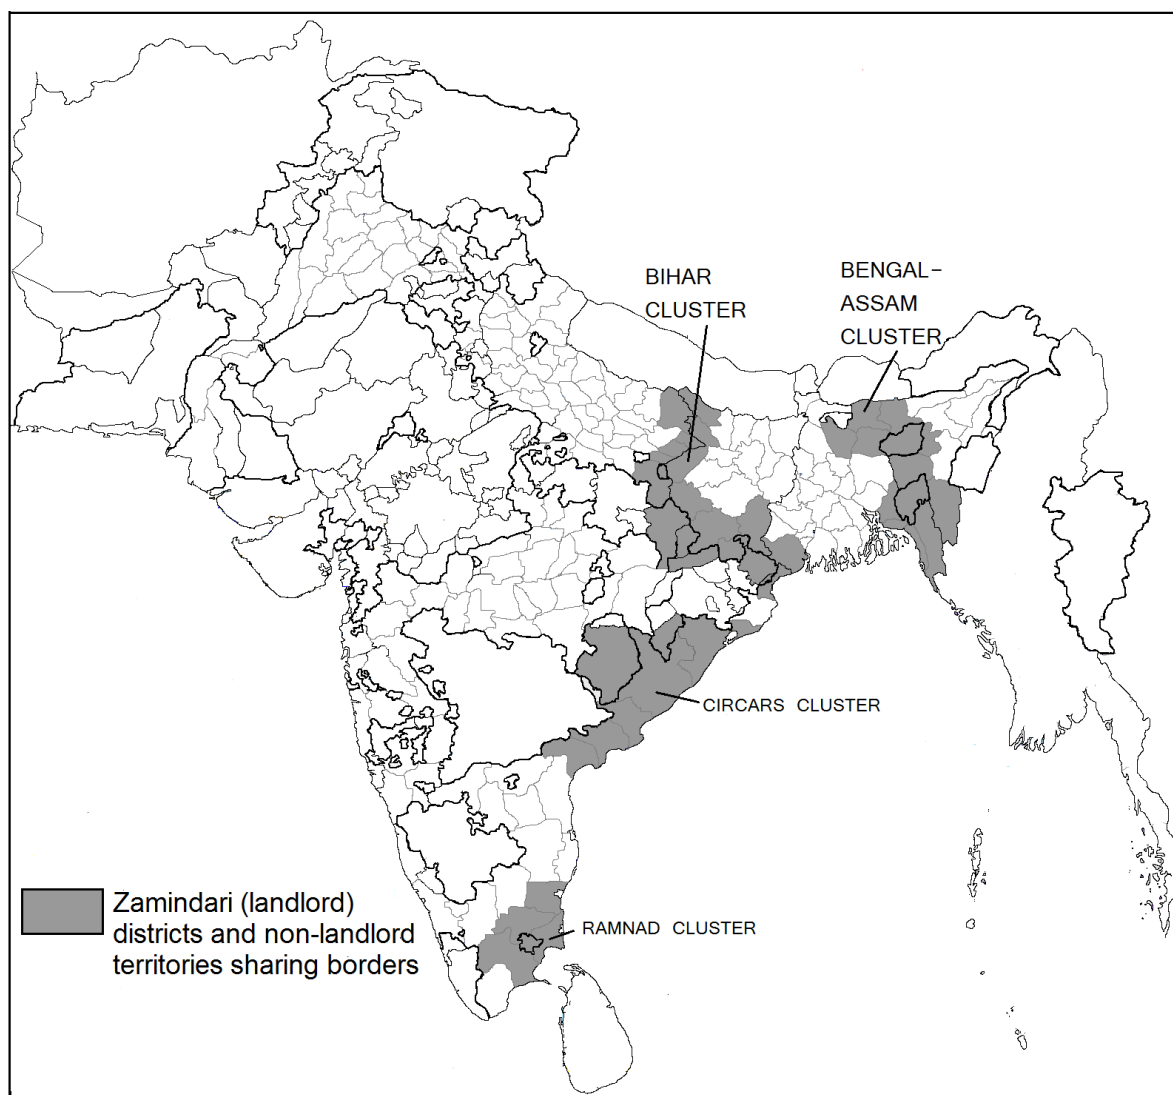 BIHAR
CLUSTER
BENGAL-
ASSAM
CLUSTER
CIRCARS CLUSTER
RAMNAD CLUSTER
Zamindari (landlord)
districts and non-landlord
territories sharing borders